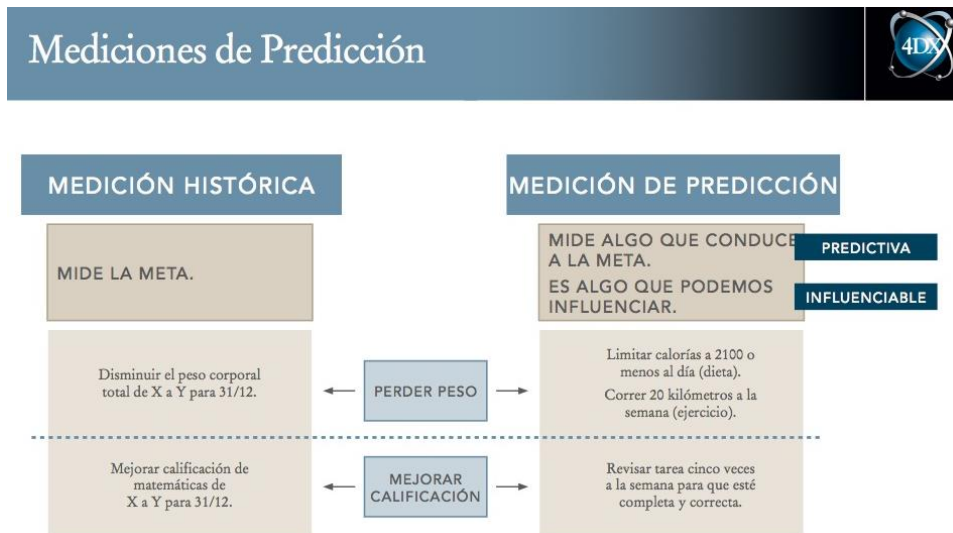 Mediciones de Predicción
4DX
MEDICIÓN HISTÓRICA
MEDICIÓN DE PREDICCIÓN
MIDE LA META.
MIDE ALGO QUE CONDUCE
A LA META.
ES ALGO QUE PODEMOS
INFLUENCIAR.
PREDICTIVA
INFLUENCIABLE
Disminuir el peso corporal
total de X a Y para 31/12.
PERDER PESO
Limitar calorías a 2100 o
menos al día (dieta).
Correr 20 kilómetros a la
semana (ejercicio).
Mejorar calificación de
matemáticas de
X a Y para 31/12.
MEJORAR
CALIFICACIÓN
Revisar tarea cinco veces
a la semana para que esté
completa y correcta.